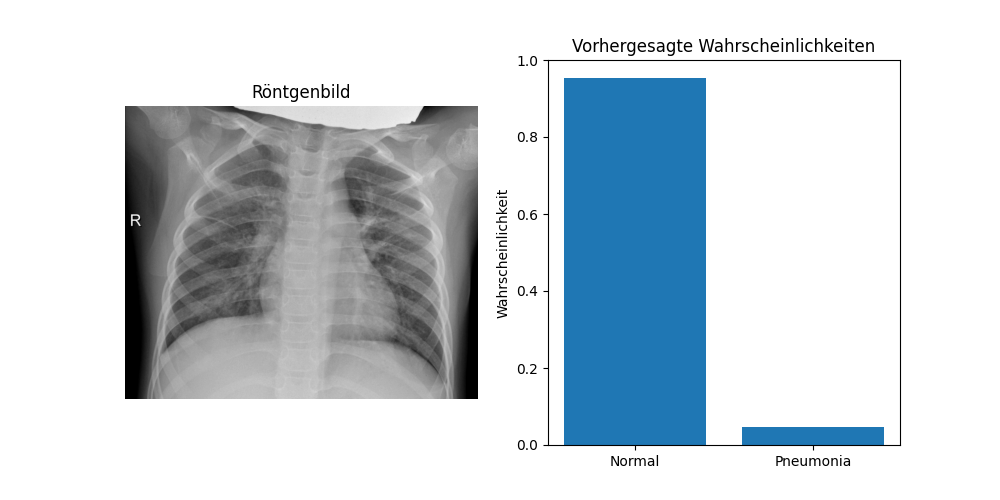 Röntgenbild
R
Vorhergesagte Wahrscheinlichkeiten
Wahrscheinlichkeit
1.0
0.8
0.6
0.4
0.2
0.0
Normal
Pneumonia